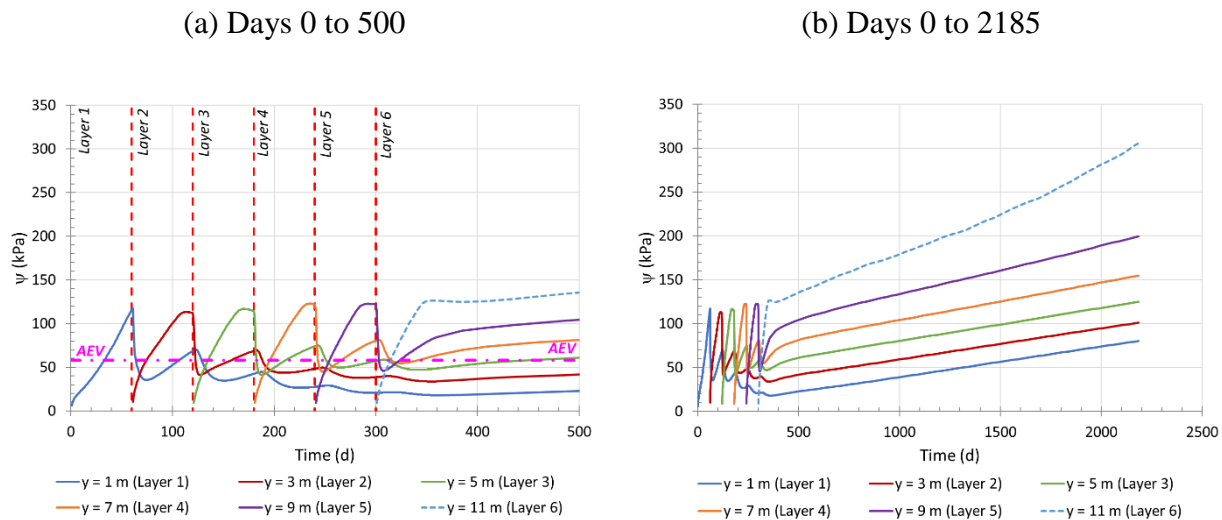 (a) Days 0 to 500
(b) Days 0 to 2185
350
300
250
200
150
100
50
0
ψ (kPa)
Layer 1
Layer 2
Layer 3
Layer 4
Layer 5
Layer 6
AEV
AEV
0
100
200
300
400
500
Time (d)
y = 1 m (Layer 1)
y = 3 m (Layer 2)
y = 5 m (Layer 3)
y = 7 m (Layer 4)
y = 9 m (Layer 5)
y = 11 m (Layer 6)
350
300
250
200
150
100
50
0
ψ (kPa)
0
500
1000
1500
2000
2500
Time (d)
y = 1 m (Layer 1)
y = 3 m (Layer 2)
y = 5 m (Layer 3)
y = 7 m (Layer 4)
y = 9 m (Layer 5)
y = 11 m (Layer 6)